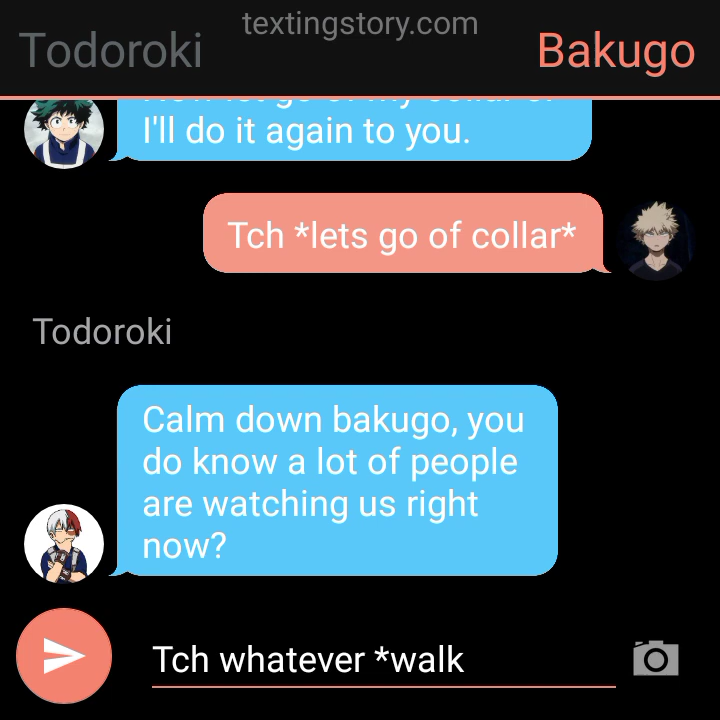 textingstory.com
Todoroki
Bakugo
I'll do it again to you.
Tch *lets go of collar*
Todoroki
Calm down bakugo, you
do know a lot of people
are watching us right
now?
Tch whatever *walk